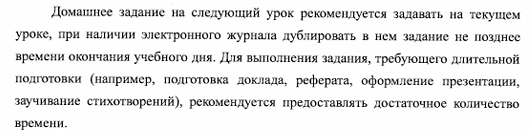 Домашнее задание на следующий урок рекомендуется задавать на текущем
уроке, при наличии электронного журнала дублировать в нем задание не позднее
времени окончания учебного дня. Для выполнения задания, требующего длительной
подготовки (например, подготовка доклада, реферата, оформление презентации,
заучивание стихотворений), рекомендуется предоставлять достаточное количество
времени.